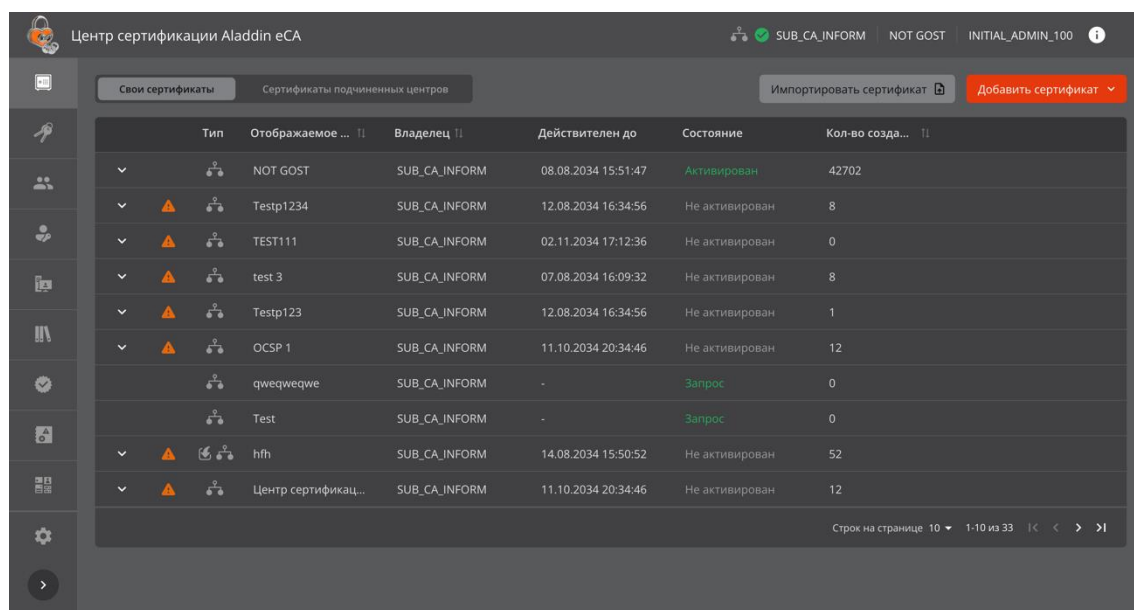 Центр сертификации Aladdin eCA
SUB_CA_INFORM NOT GOST INITIAL_ADMIN_100
Свои сертификаты Сертификаты подчиненных центров Импортировать сертификат Добавить сертификат
Тип Отображаемое ... Владелец Действителен до Состояние Кол-во созда...
NOT GOST SUB_CA_INFORM 08.08.2034 15:51:47 Активирован 42702
Testp1234 SUB_CA_INFORM 12.08.2034 16:34:56 Не активирован 8
TEST111 SUB_CA_INFORM 02.11.2034 17:12:36 Не активирован 0
test 3 SUB_CA_INFORM 07.08.2034 16:09:32 Не активирован 8
Testp123 SUB_CA_INFORM 12.08.2034 16:34:56 Не активирован 1
OCSP 1 SUB_CA_INFORM 11.10.2034 20:34:46 Не активирован 12
qweqweqwe SUB_CA_INFORM - Запрос 0
Test SUB_CA_INFORM - Запрос 0
hfh SUB_CA_INFORM 14.08.2034 15:50:52 Не активирован 52
Центр сертификац... SUB_CA_INFORM 11.10.2034 20:34:46 Не активирован 12
Строк на странице 10 1-10 из 33